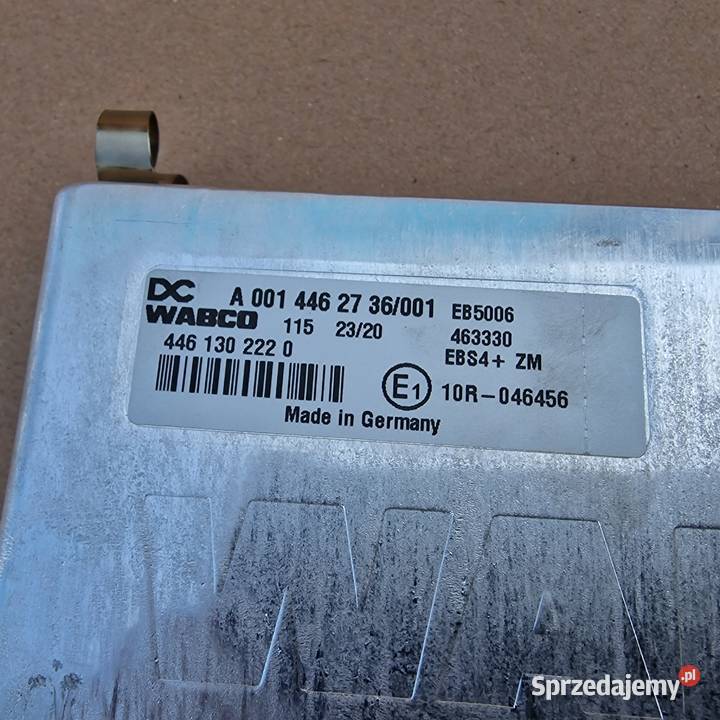 DC A 001 446 27 36/001 EB5006
WABCO 115 23/20 463330
446 130 222 0 EBS4+ ZM
E1 10R-046456
Made in Germany
WA
Sprzedajemy.pl